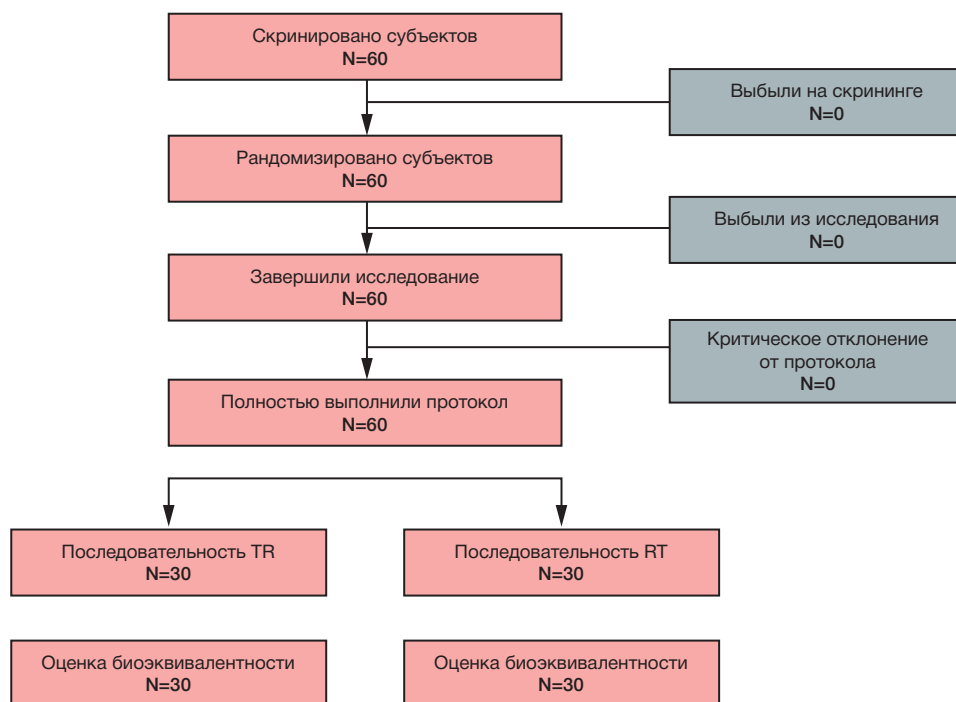 Скринировано субъектов
N=60
Выбыли на скрининге
N=0
Рандомизировано субъектов
N=60
Выбыли из исследования
N=0
Завершили исследование
N=60
Критическое отклонение
от протокола
N=0
Полностью выполнили протокол
N=60
Последовательность TR
N=30
Последовательность RT
N=30
Оценка биоэквивалентности
N=30
Оценка биоэквивалентности
N=30